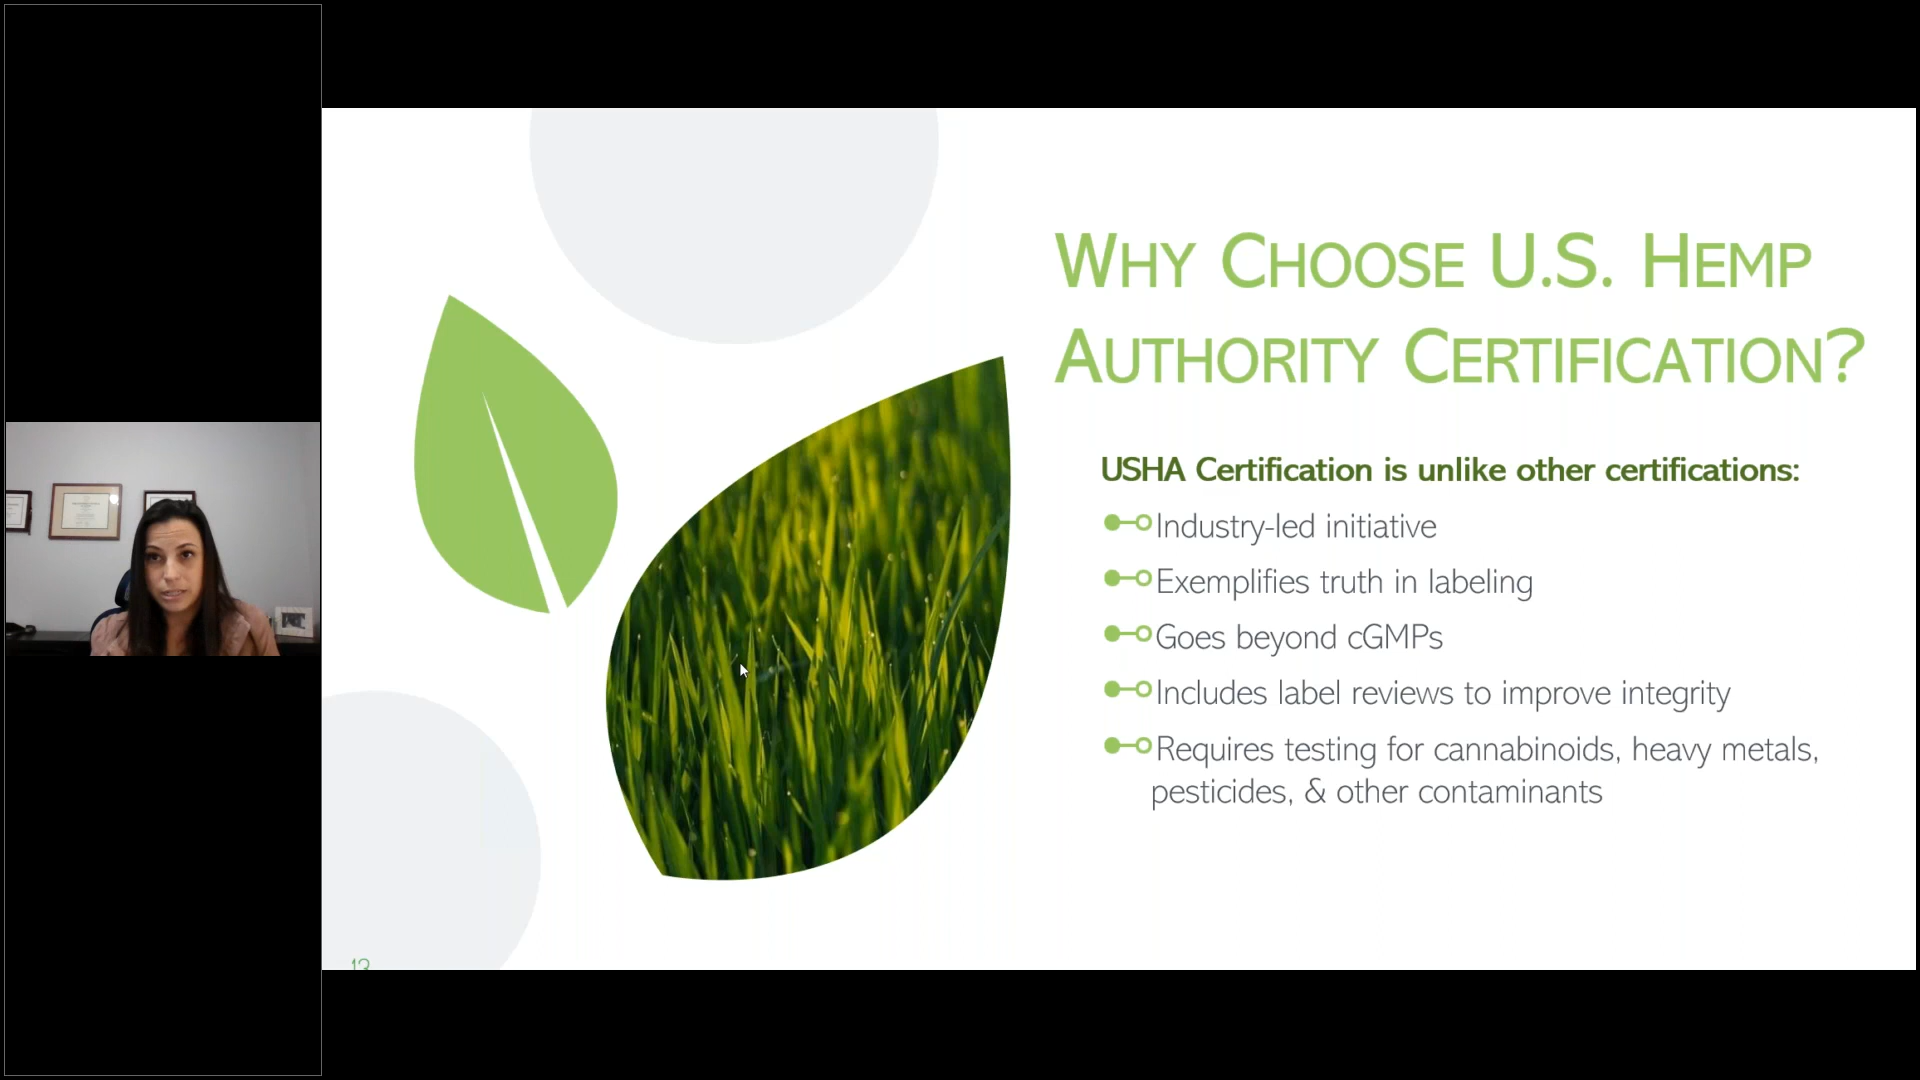 WHY CHOOSE U.S. HEMP
AUTHORITY CERTIFICATION?
USHA Certification is unlike other certifications:
Industry-led initiative
Exemplifies truth in labeling
Goes beyond cGMPs
Includes label reviews to improve integrity
Requires testing for cannabinoids, heavy metals,
pesticides, & other contaminants